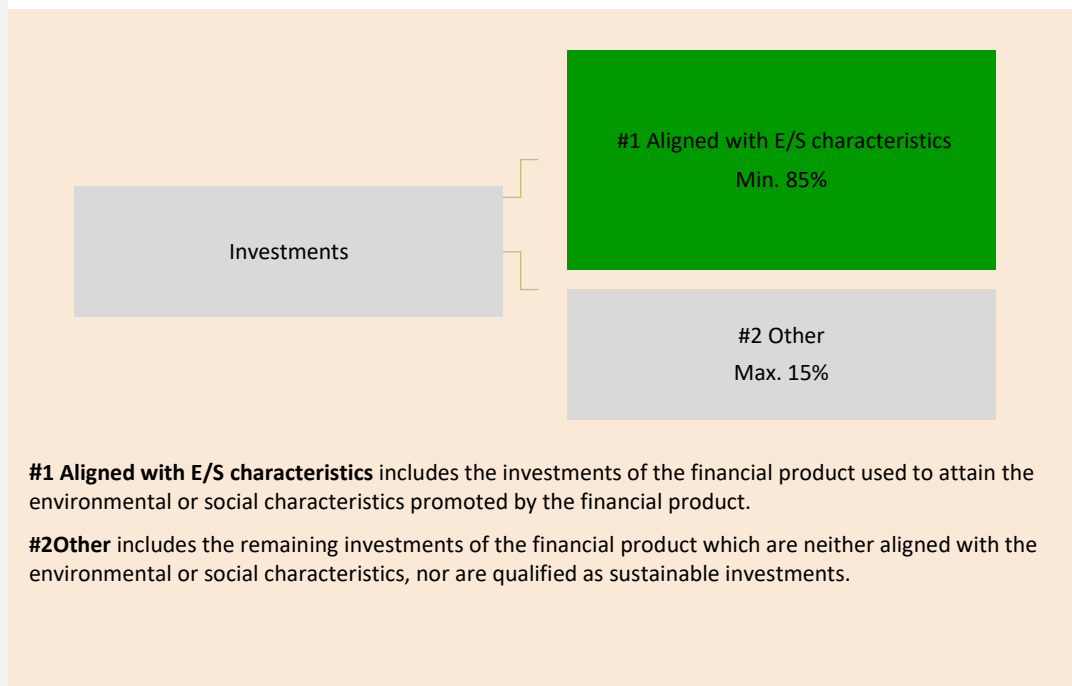 Investments
#1 Aligned with E/S characteristics
Min. 85%
#2 Other
Max. 15%
#1 Aligned with E/S characteristics includes the investments of the financial product used to attain the
environmental or social characteristics promoted by the financial product.
#2Other includes the remaining investments of the financial product which are neither aligned with the
environmental or social characteristics, nor are qualified as sustainable investments.